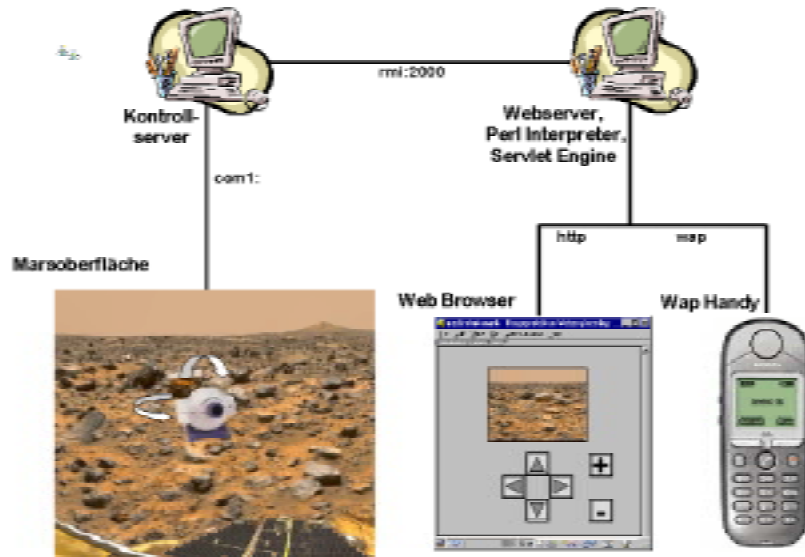 rmi:2000
Kontroll-
server
Webserver,
Perl Interpreter,
Servlet Engine
com1:
http
wap
Marsoberfläche
Web Browser
Wap Handy
+
-